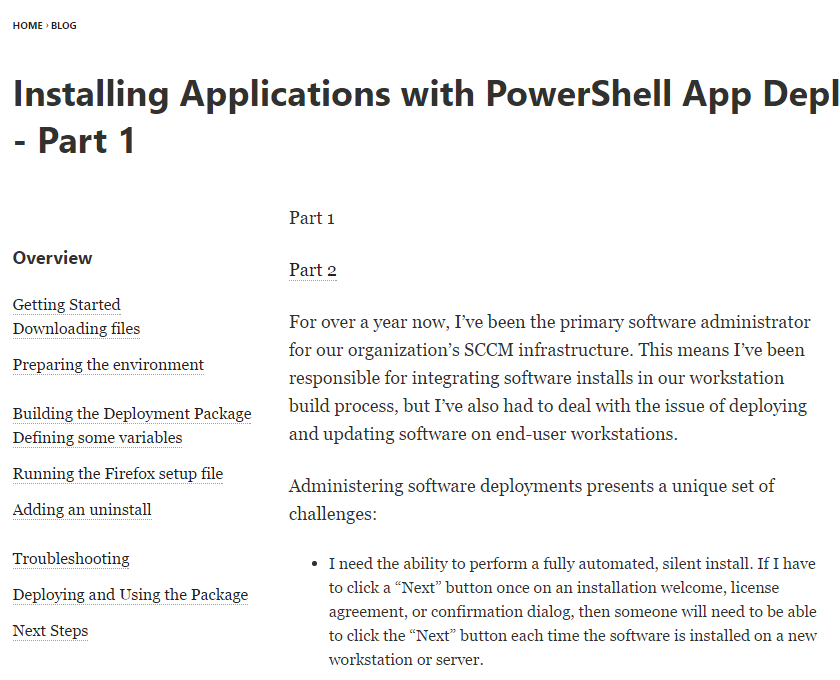 HOME › BLOG
Installing Applications with PowerShell App Depl
- Part 1
Overview
Getting Started
Downloading files
Preparing the environment
Building the Deployment Package
Defining some variables
Running the Firefox setup file
Adding an uninstall
Troubleshooting
Deploying and Using the Package
Next Steps
Part 1
Part 2
For over a year now, I’ve been the primary software administrator
for our organization’s SCCM infrastructure. This means I’ve been
responsible for integrating software installs in our workstation
build process, but I’ve also had to deal with the issue of deploying
and updating software on end-user workstations.
Administering software deployments presents a unique set of
challenges:
• I need the ability to perform a fully automated, silent install. If I have
to click a “Next” button once on an installation welcome, license
agreement, or confirmation dialog, then someone will need to be able
to click the “Next” button each time the software is installed on a new
workstation or server.